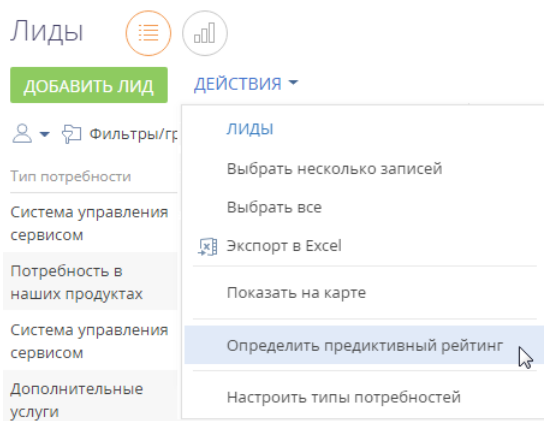 Лиды
ДОБАВИТЬ ЛИД
ДЕЙСТВИЯ
Фильтры/гр
Тип потребности
Система управления
сервисом
Потребность в
наших продуктах
Система управления
сервисом
Дополнительные
услуги
ЛИДЫ
Выбрать несколько записей
Выбрать все
Экспорт в Excel
Показать на карте
Определить предиктивный рейтинг
Настроить типы потребностей